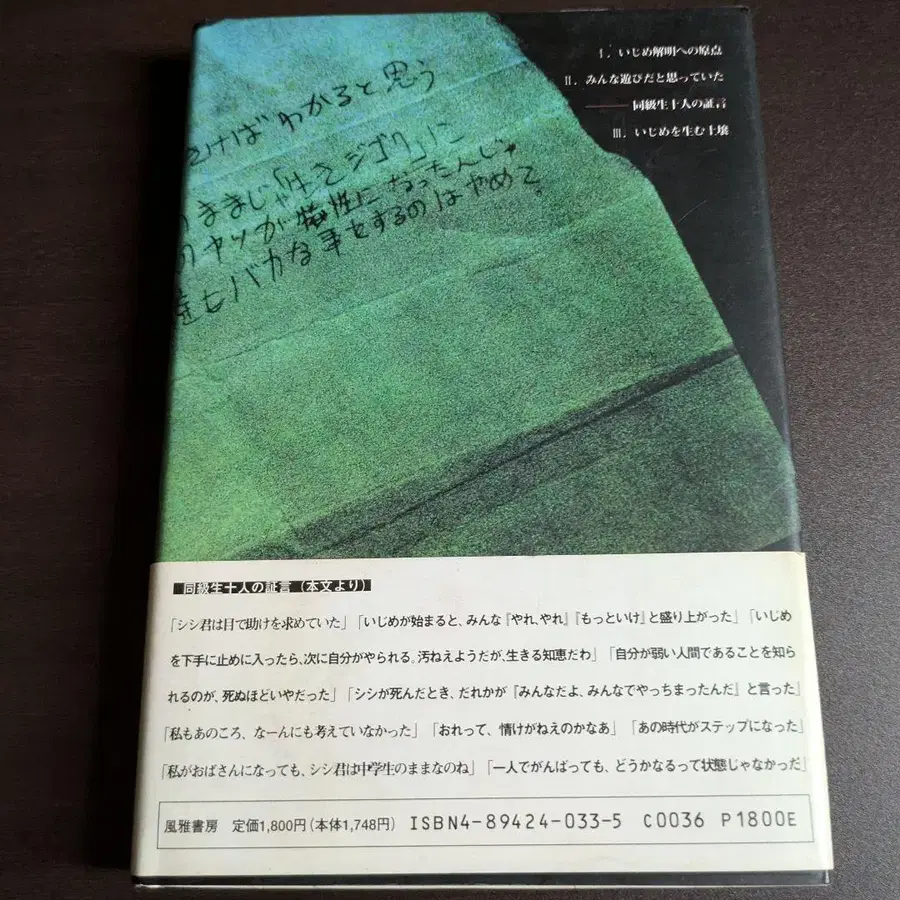 I. いじめ解明への原点
II. みんな遊びだと思っていた
――同級生十人の証言
III. いじめを生む土壌
けばわかると思う
ままじゃ「生きジゴク」に
のヤツが犠牲になったんじゃ
バカな事をするのはやめて。
■同級生十人の証言(本文より)
「シシ君は目で助けを求めていた」「いじめが始まると、みんな『やれ、やれ』『もっといけ』と盛り上がった」「いじめ
を下手に止めに入ったら、次に自分がやられる。汚ねえようだが、生きる知恵だわ」「自分が弱い人間であることを知ら
れるのが、死ぬほどいやだった」「シシが死んだとき、だれかが『みんなだよ、みんなでやっちまったんだ』と言った」
「私もあのころ、なーんにも考えていなかった」「おれって、情けがねえのかなあ」「あの時代がステップになった」
「私がおばさんになっても、シシ君は中学生のままなのね」「一人でがんばっても、どうかなるって状態じゃなかった」
風雅書房 定価1,800円(本体1,748円) ISBN4-89424-033-5 C0036 P1800E